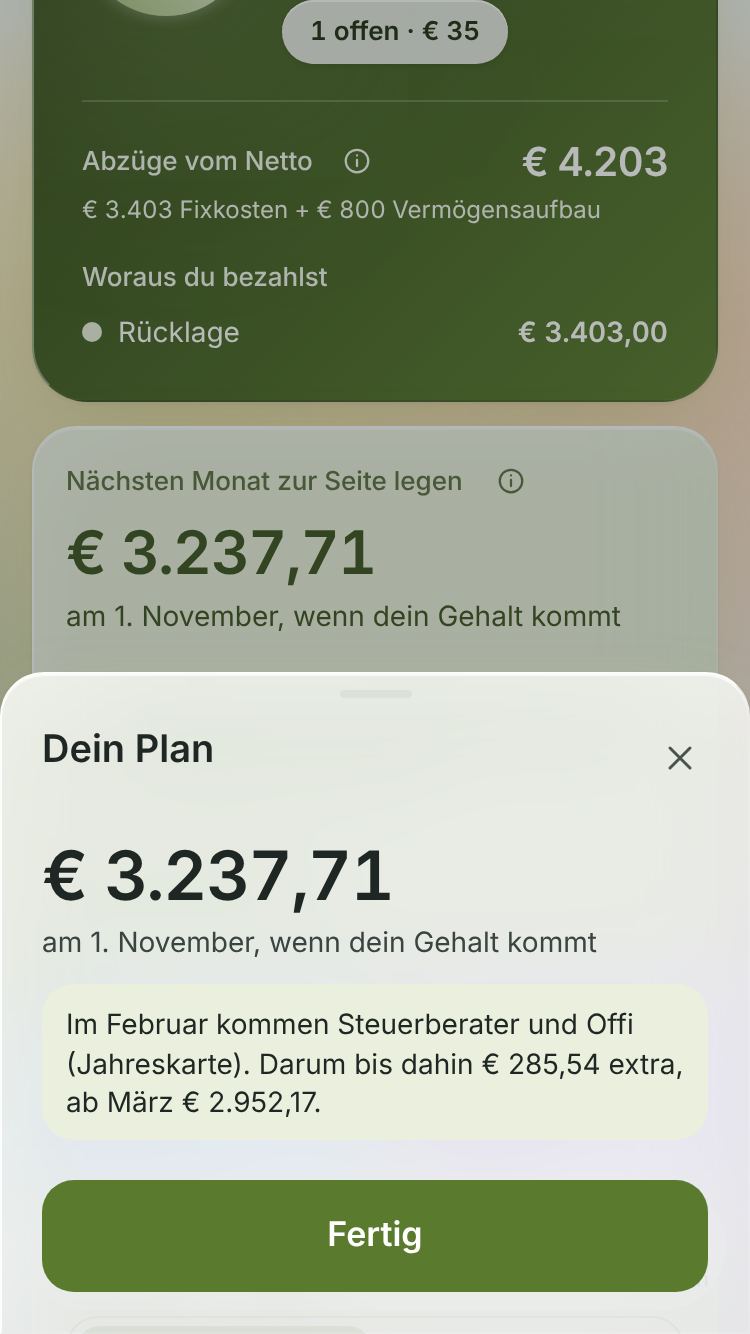 1 offen · € 35
Abzüge vom Netto
€ 4.203
€ 3.403 Fixkosten + € 800 Vermögensaufbau
Woraus du bezahlst
Rücklage
€ 3.403,00
Nächsten Monat zur Seite legen
€ 3.237,71
am 1. November, wenn dein Gehalt kommt
Dein Plan
€ 3.237,71
am 1. November, wenn dein Gehalt kommt
Im Februar kommen Steuerberater und Offi
(Jahreskarte). Darum bis dahin € 285,54 extra,
ab März € 2.952,17.
Fertig